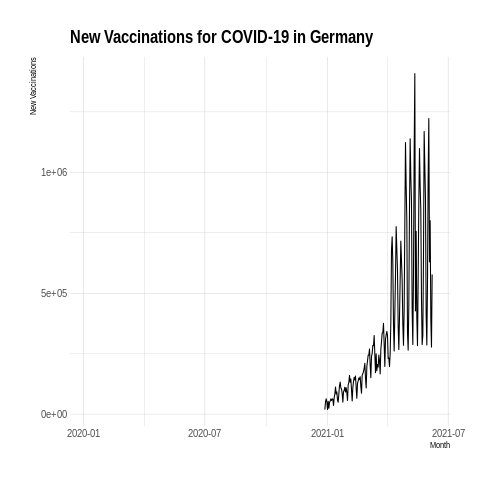 New Vaccinations for COVID-19 in Germany
New Vaccinations
1e+06
5e+05
0e+00
2020-01
2020-07
2021-01
2021-07
Month